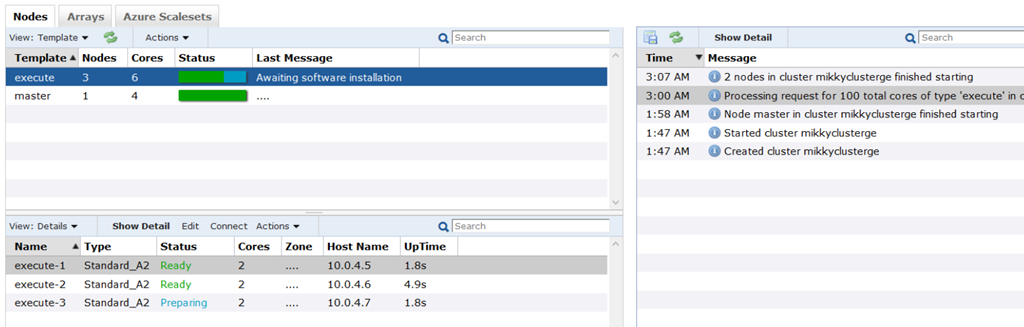 Nodes Arrays Azure Scalesets
View: Template Actions Search
Template Nodes Cores Status Last Message
execute 3 6 Awaiting software installation
master 1 4 ....
View: Details Show Detail Edit Connect Actions Search
Name Type Status Cores Zone Host Name UpTime
execute-1 Standard_A2 Ready 2 .... 10.0.4.5 1.8s
execute-2 Standard_A2 Ready 2 .... 10.0.4.6 4.9s
execute-3 Standard_A2 Preparing 2 .... 10.0.4.7 1.8s
Show Detail Search
Time Message
3:07 AM 2 nodes in cluster mikkyclusterge finished starting
3:00 AM Processing request for 100 total cores of type 'execute' in
1:58 AM Node master in cluster mikkyclusterge finished starting
1:47 AM Started cluster mikkyclusterge
1:47 AM Created cluster mikkyclusterge